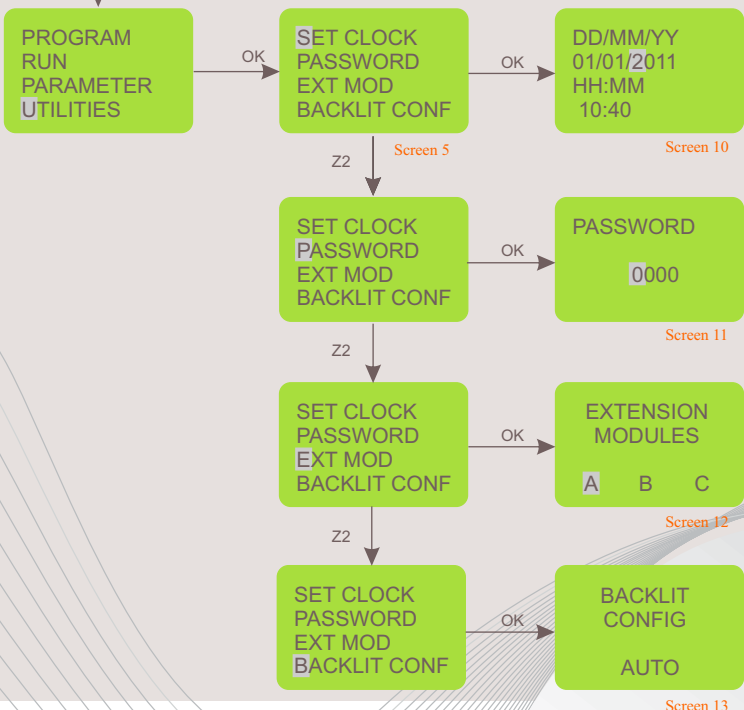 PROGRAM
RUN
PARAMETER
UTILITIES
OK
SET CLOCK
PASSWORD
EXT MOD
BACKLIT CONF
OK
DD/MM/YY
01/01/2011
HH:MM
10:40
Screen 5
Screen 10
Z2
SET CLOCK
PASSWORD
EXT MOD
BACKLIT CONF
OK
PASSWORD
0000
Screen 11
Z2
SET CLOCK
PASSWORD
EXT MOD
BACKLIT CONF
OK
EXTENSION
MODULES
A B C
Screen 12
Z2
SET CLOCK
PASSWORD
EXT MOD
BACKLIT CONF
OK
BACKLIT
CONFIG
AUTO
Screen 13